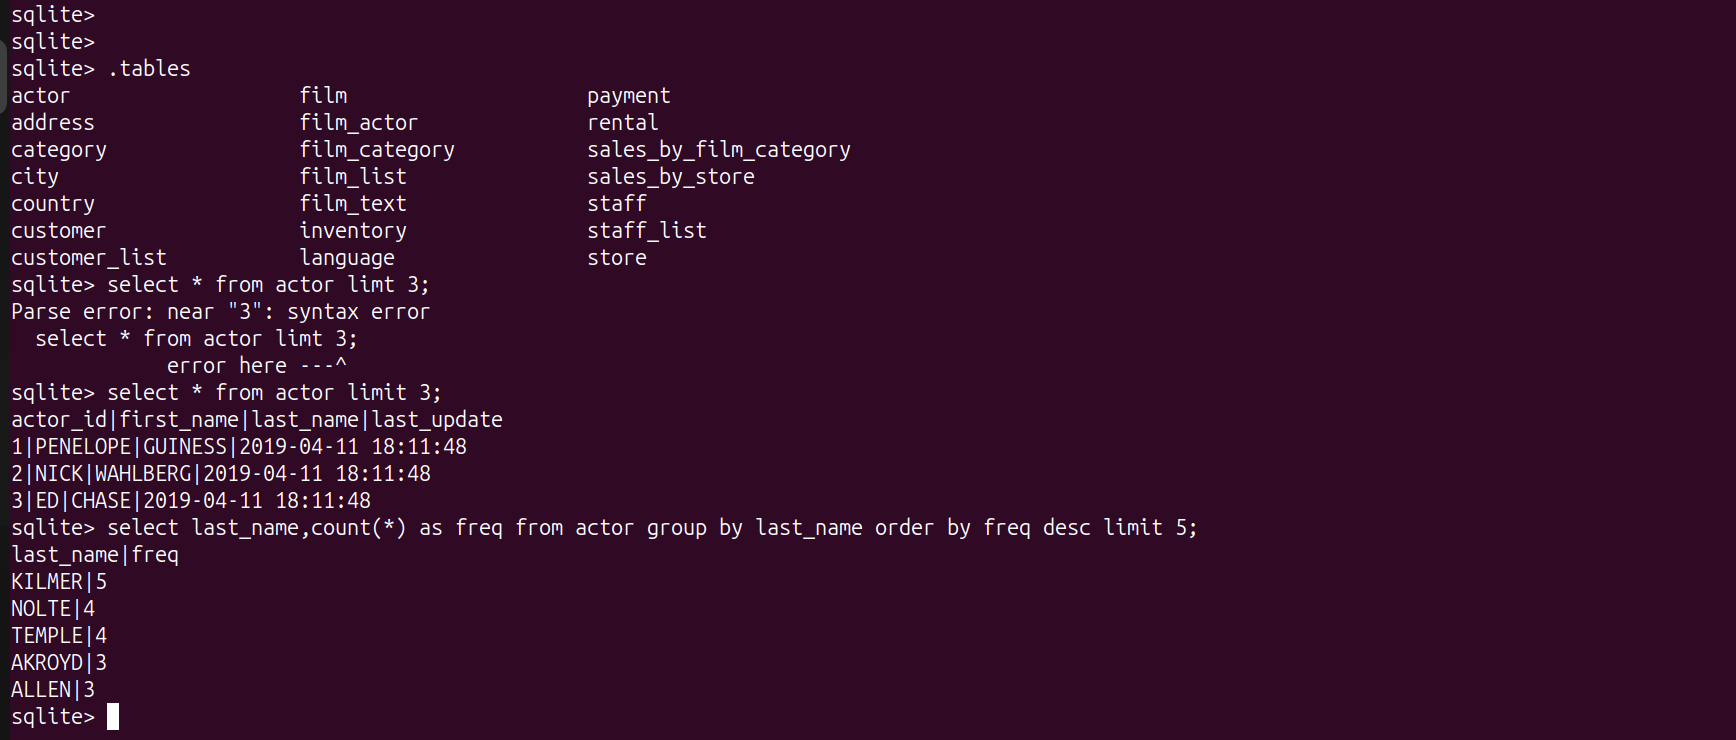 sqlite>
sqlite>
sqlite> .tables
actor                   film                    payment
address                 film_actor              rental
category                film_category           sales_by_film_category
city                    film_list               sales_by_store
country                 film_text               staff
customer                inventory               staff_list
customer_list           language                store
sqlite> select * from actor limt 3;
Parse error: near "3": syntax error
  select * from actor limt 3;
             error here ---^
sqlite> select * from actor limit 3;
actor_id|first_name|last_name|last_update
1|PENELOPE|GUINESS|2019-04-11 18:11:48
2|NICK|WAHLBERG|2019-04-11 18:11:48
3|ED|CHASE|2019-04-11 18:11:48
sqlite> select last_name,count(*) as freq from actor group by last_name order by freq desc limit 5;
last_name|freq
KILMER|5
NOLTE|4
TEMPLE|4
AKROYD|3
ALLEN|3
sqlite>